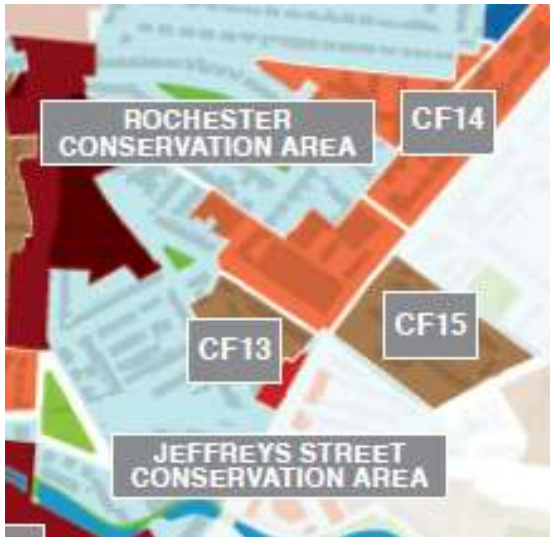 ROCHESTER
CONSERVATION AREA
CF14
CF15
CF13
JEFFREYS STREET
CONSERVATION AREA